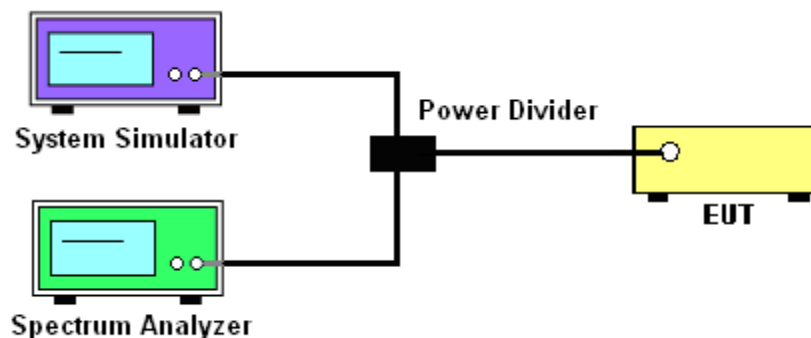 System Simulator
Power Divider
EUT
Spectrum Analyzer